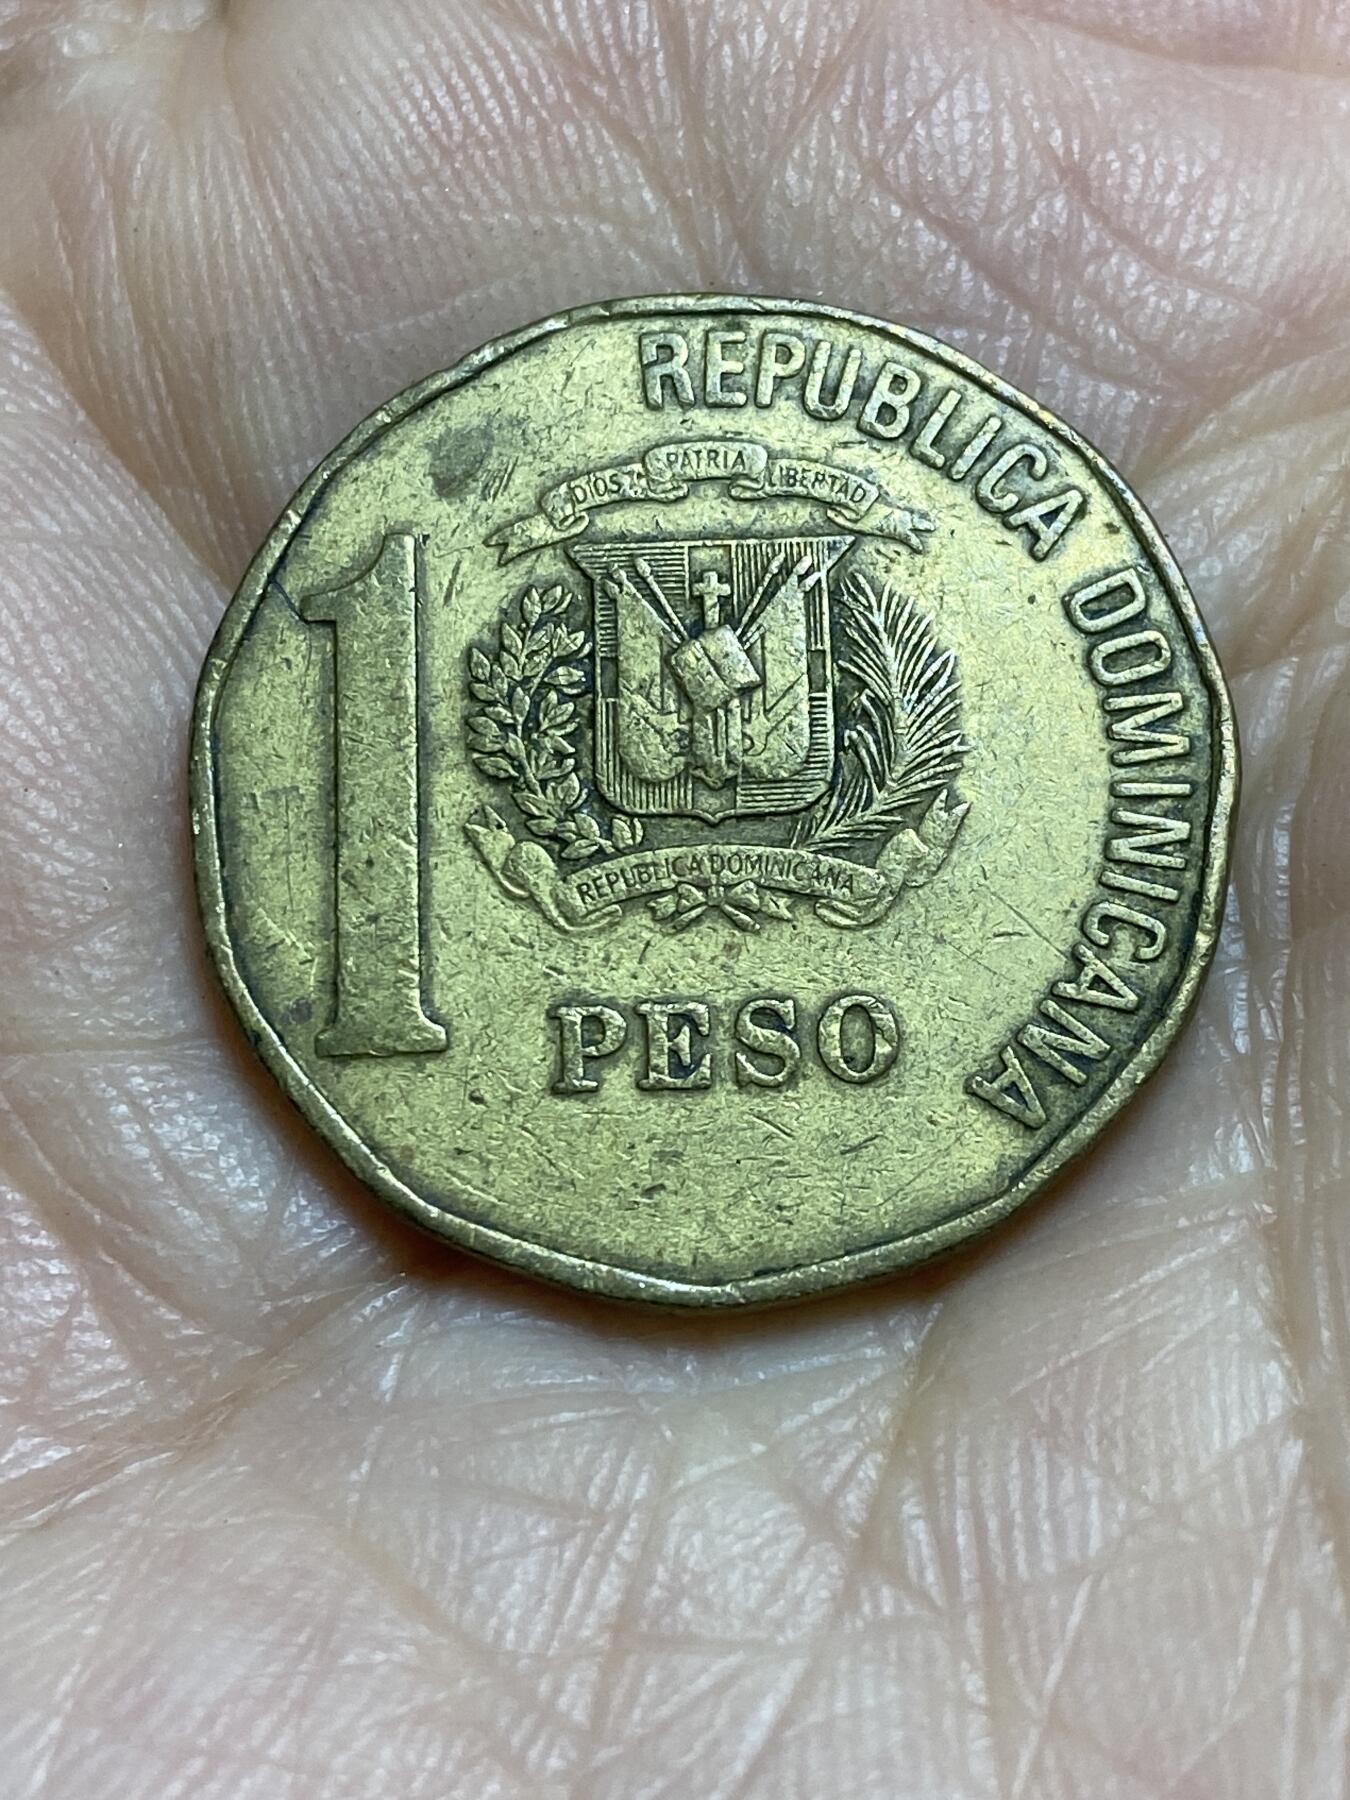 REPUBLICA DOMINICANA
DIOS PATRIA LIBERTAD
1
REPUBLICA DOMINICANA
PESO